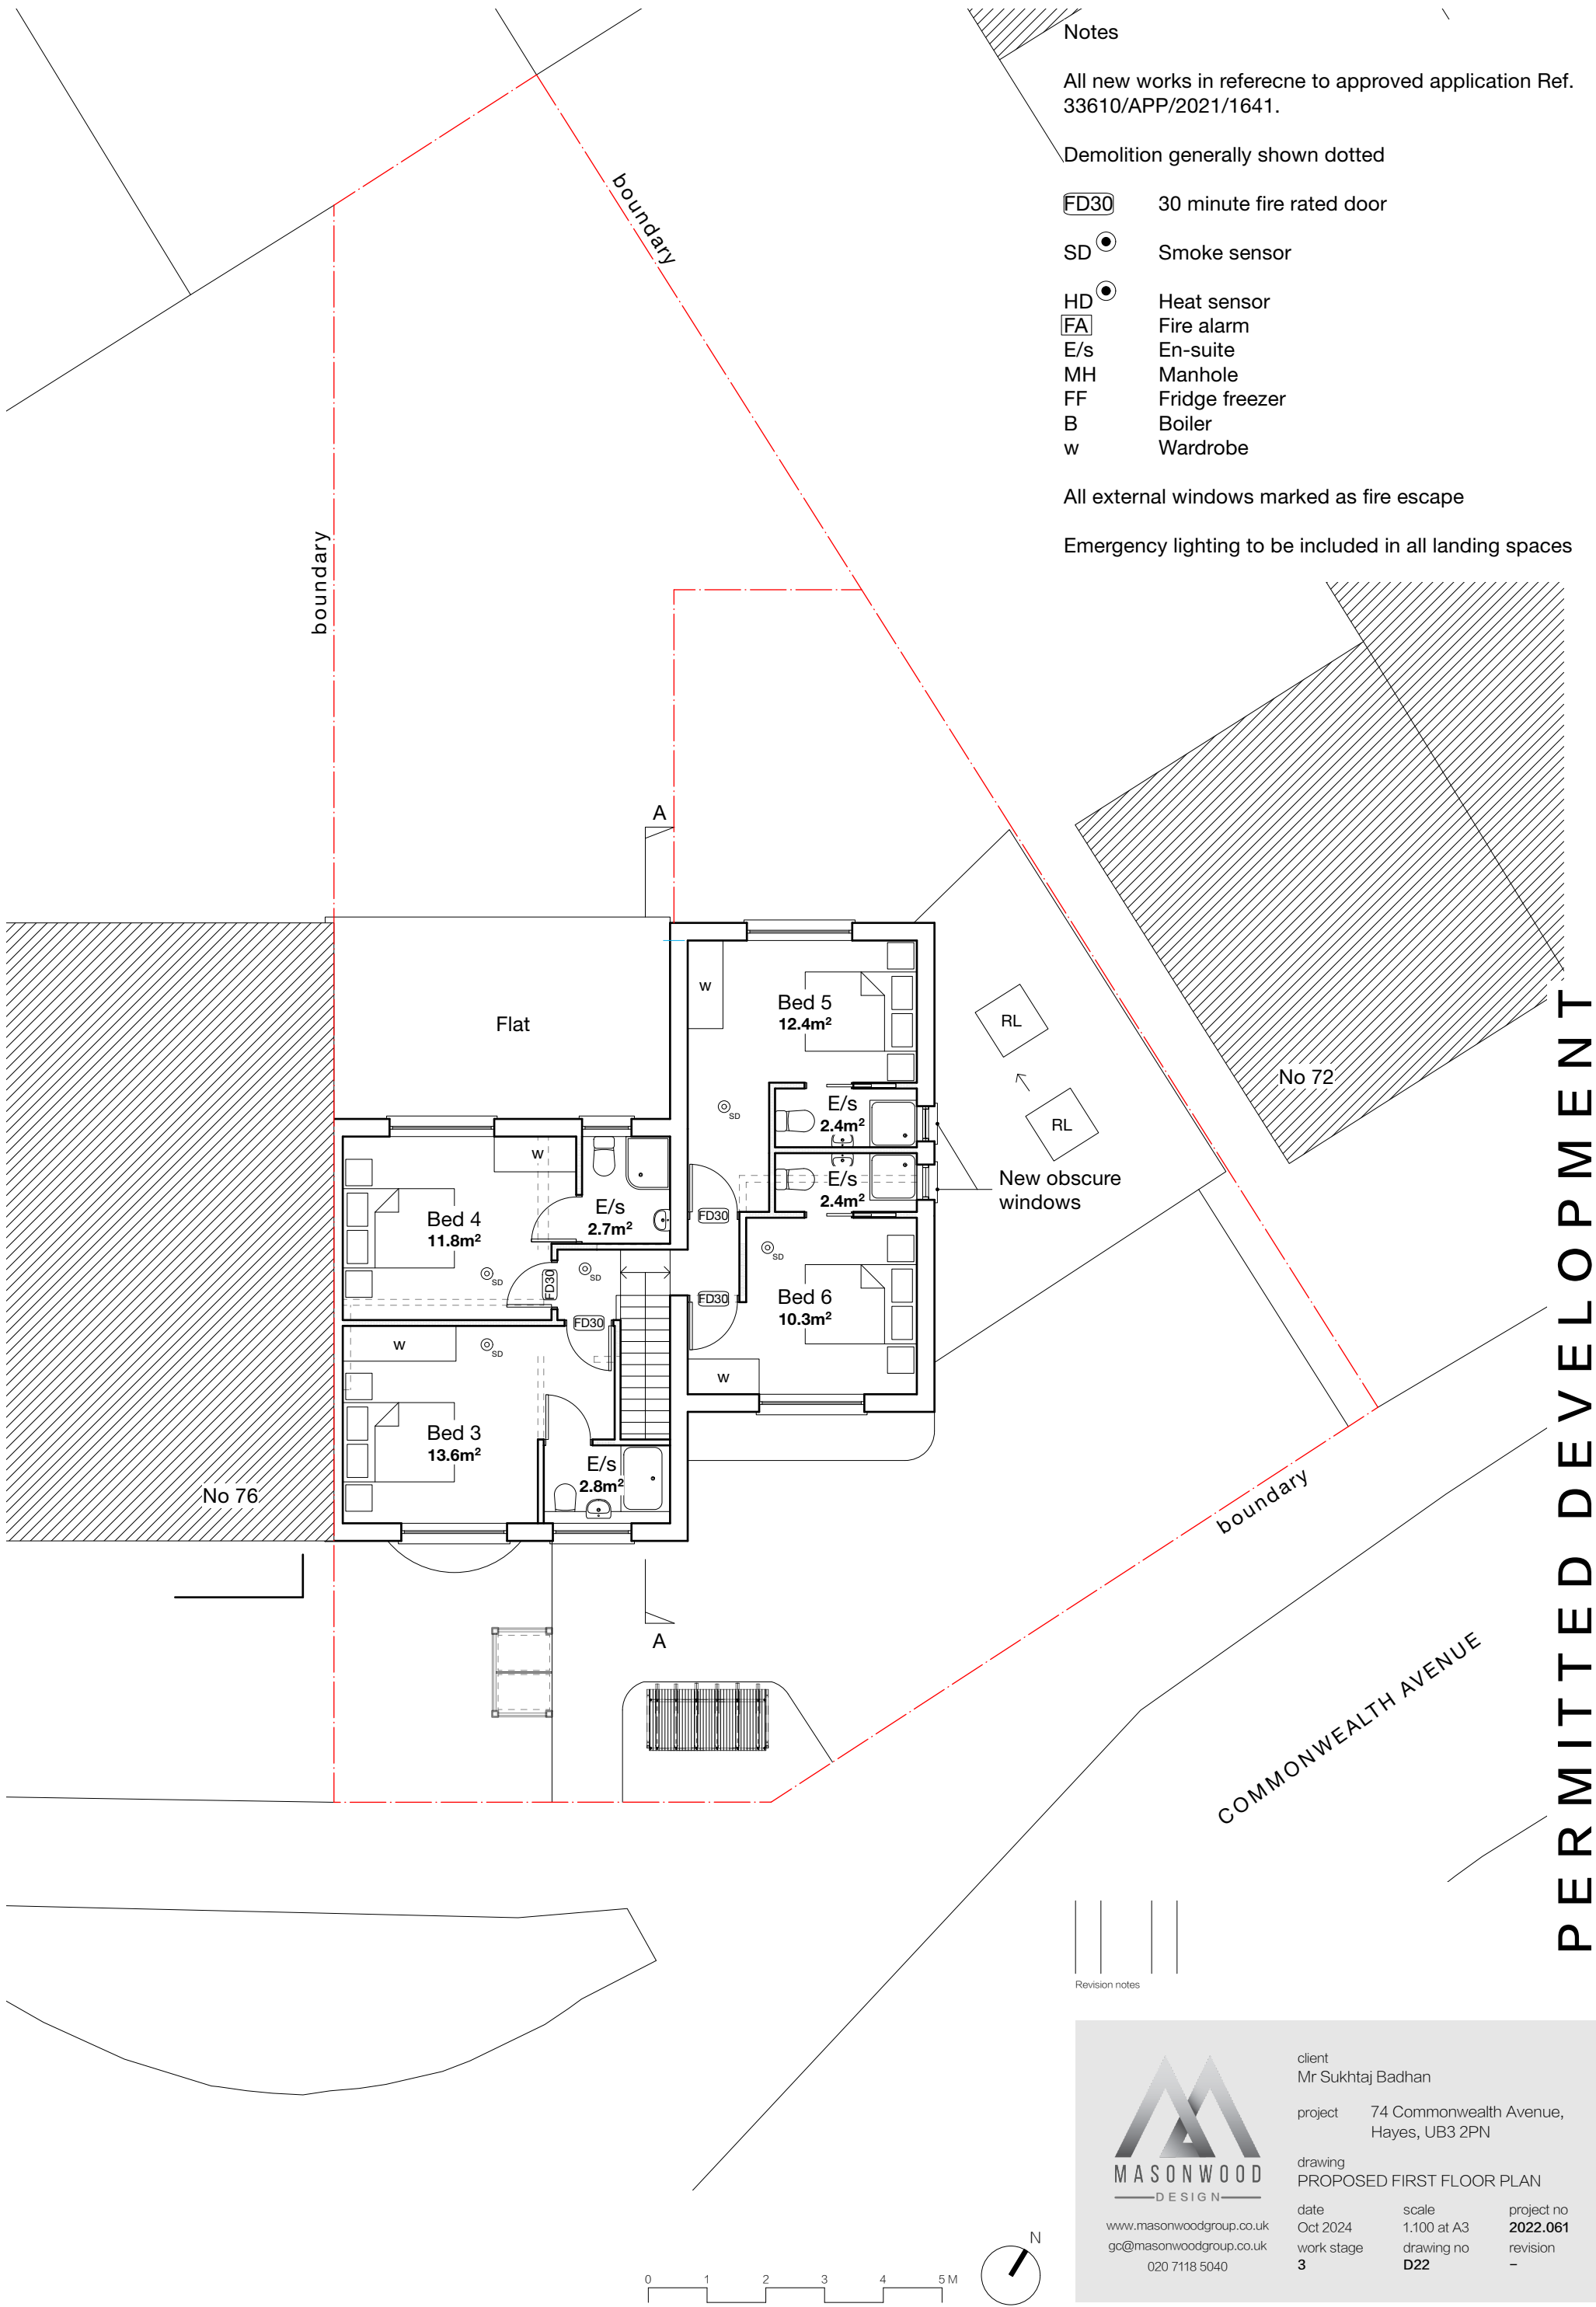 Notes
All new works in referecne to approved application Ref.
33610/APP/2021/1641.
Demolition generally shown dotted
FD30 30 minute fire rated door
SD Smoke sensor
HD Heat sensor
FA Fire alarm
E/s En-suite
MH Manhole
FF Fridge freezer
B Boiler
w Wardrobe
All external windows marked as fire escape
Emergency lighting to be included in all landing spaces
boundary
boundary
A
w
Bed 5
12.4m²
Flat
RL
No 72
SD
E/s
2.4m²
RL
w
E/s
2.4m²
New obscure
windows
Bed 4
11.8m²
E/s
2.7m²
FD30
SD
SD
SD
FD30
FD30
Bed 6
10.3m²
FD30
w
SD
w
Bed 3
13.6m²
E/s
2.8m²
No 76
boundary
A
COMMONWEALTH AVENUE
PERMITTED DEVELOPMENT
Revision notes
MASONWOOD
DESIGN
www.masonwoodgroup.co.uk
gc@masonwoodgroup.co.uk
020 7118 5040
client
Mr Sukhtaj Badhan
project 74 Commonwealth Avenue,
Hayes, UB3 2PN
drawing
PROPOSED FIRST FLOOR PLAN
date scale project no
Oct 2024 1.100 at A3 2022.061
work stage drawing no revision
3 D22 –
N
0 1 2 3 4 5 M